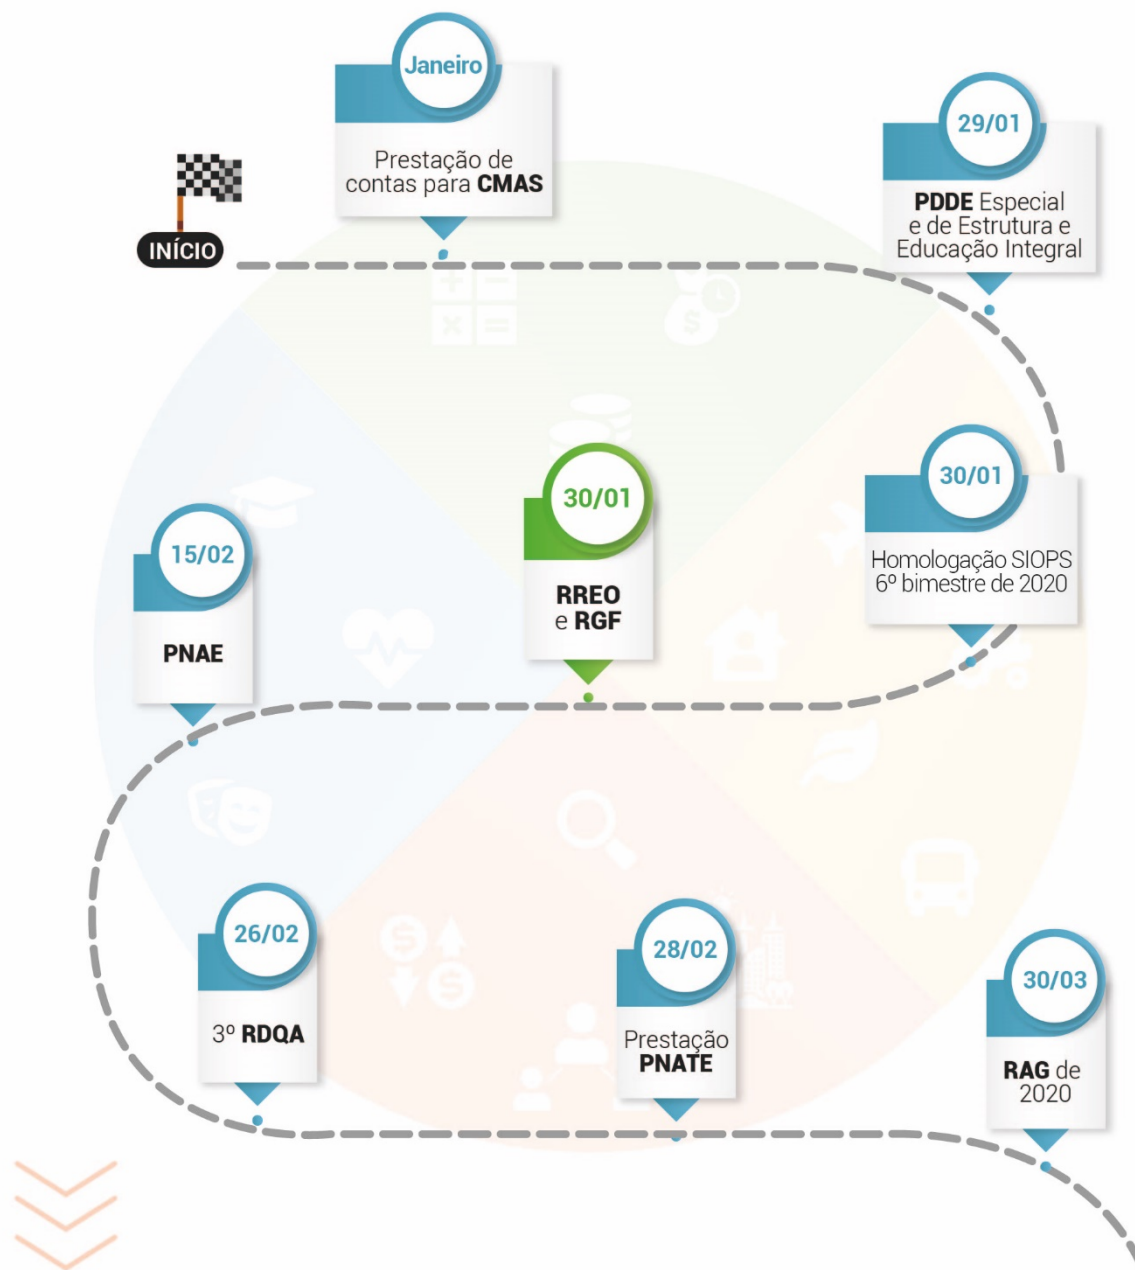 INÍCIO
Janeiro
Prestação de
contas para CMAS
29/01
PDDE Especial
e de Estrutura e
Educação Integral
30/01
Homologação SIOPS
6º bimestre de 2020
30/01
RREO
e RGF
15/02
PNAE
26/02
3º RDQA
28/02
Prestação
PNATE
30/03
RAG de
2020